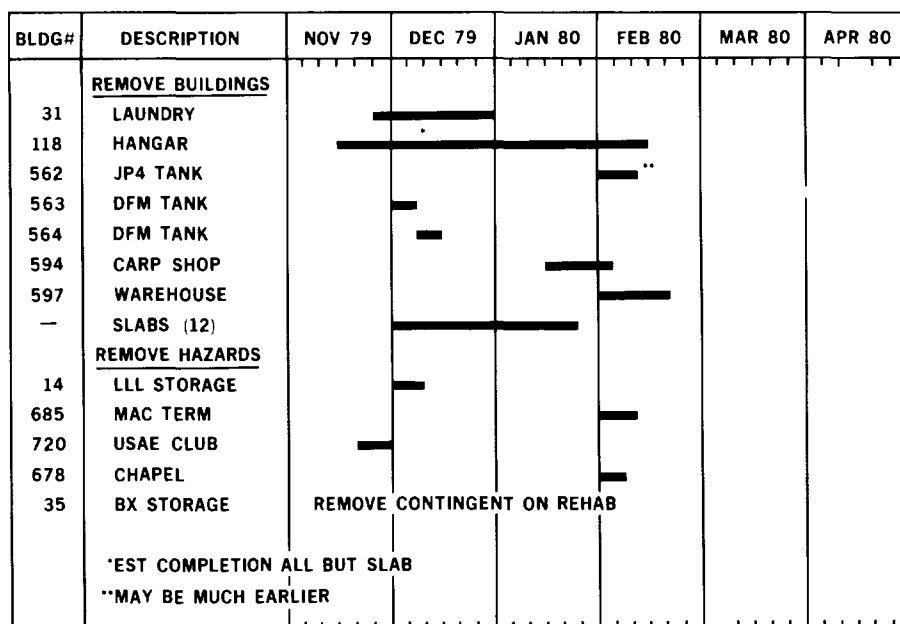 BLDG# DESCRIPTION NOV 79 DEC 79 JAN 80 FEB 80 MAR 80 APR 80
REMOVE BUILDINGS
31 LAUNDRY
*
118 HANGAR
562 JP4 TANK **
563 DFM TANK
564 DFM TANK
594 CARP SHOP
597 WAREHOUSE
— SLABS (12)
REMOVE HAZARDS
14 LLL STORAGE
685 MAC TERM
720 USAE CLUB
678 CHAPEL
35 BX STORAGE REMOVE CONTINGENT ON REHAB
*EST COMPLETION ALL BUT SLAB
**MAY BE MUCH EARLIER